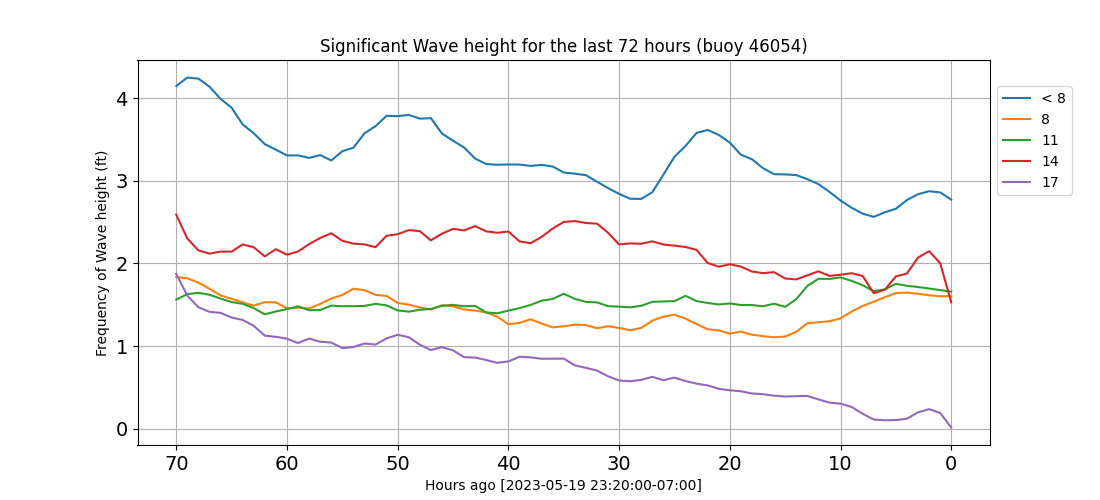 Significant Wave height for the last 72 hours (buoy 46054)
Frequency of Wave height (ft)
4
3
2
1
0
70 60 50 40 30 20 10 0
Hours ago [2023-05-19 23:20:00-07:00]
< 8
8
11
14
17